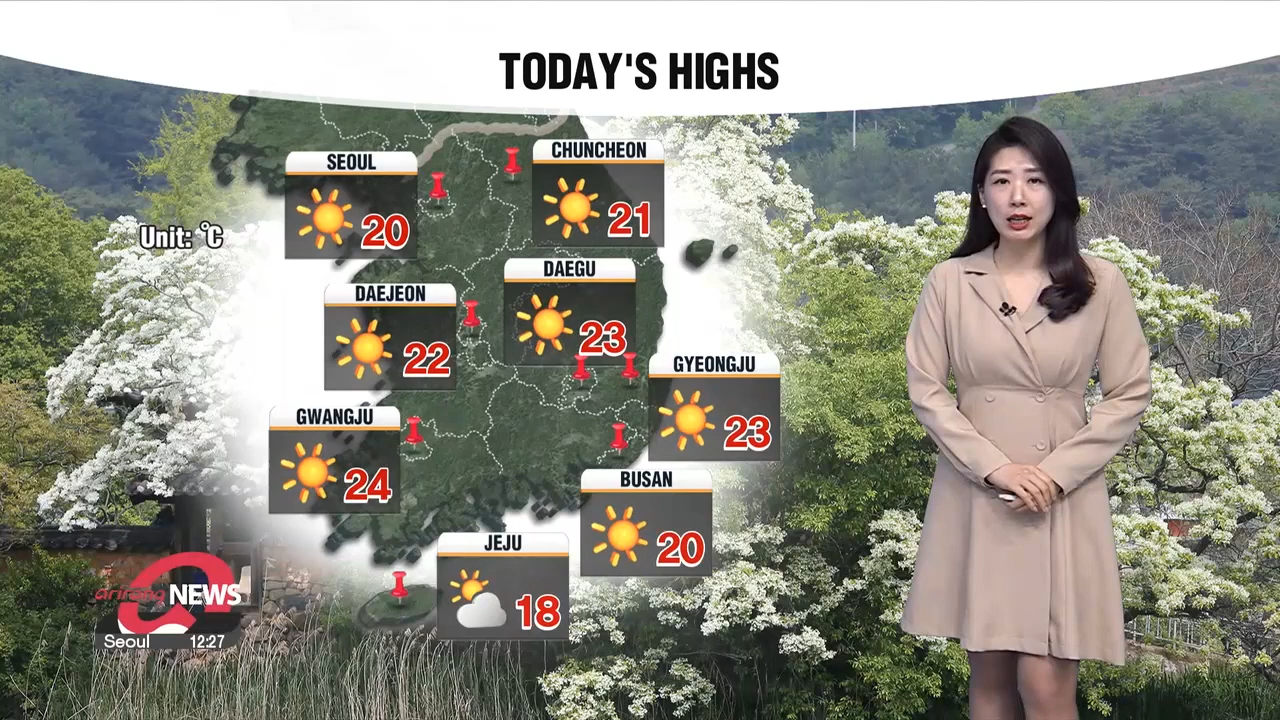 TODAY'S HIGHS
Unit: °C
SEOUL
20
CHUNCHEON
21
DAEJEON
22
DAEGU
23
GYEONGJU
23
GWANGJU
24
BUSAN
20
JEJU
18
arirang NEWS
Seoul 12:27